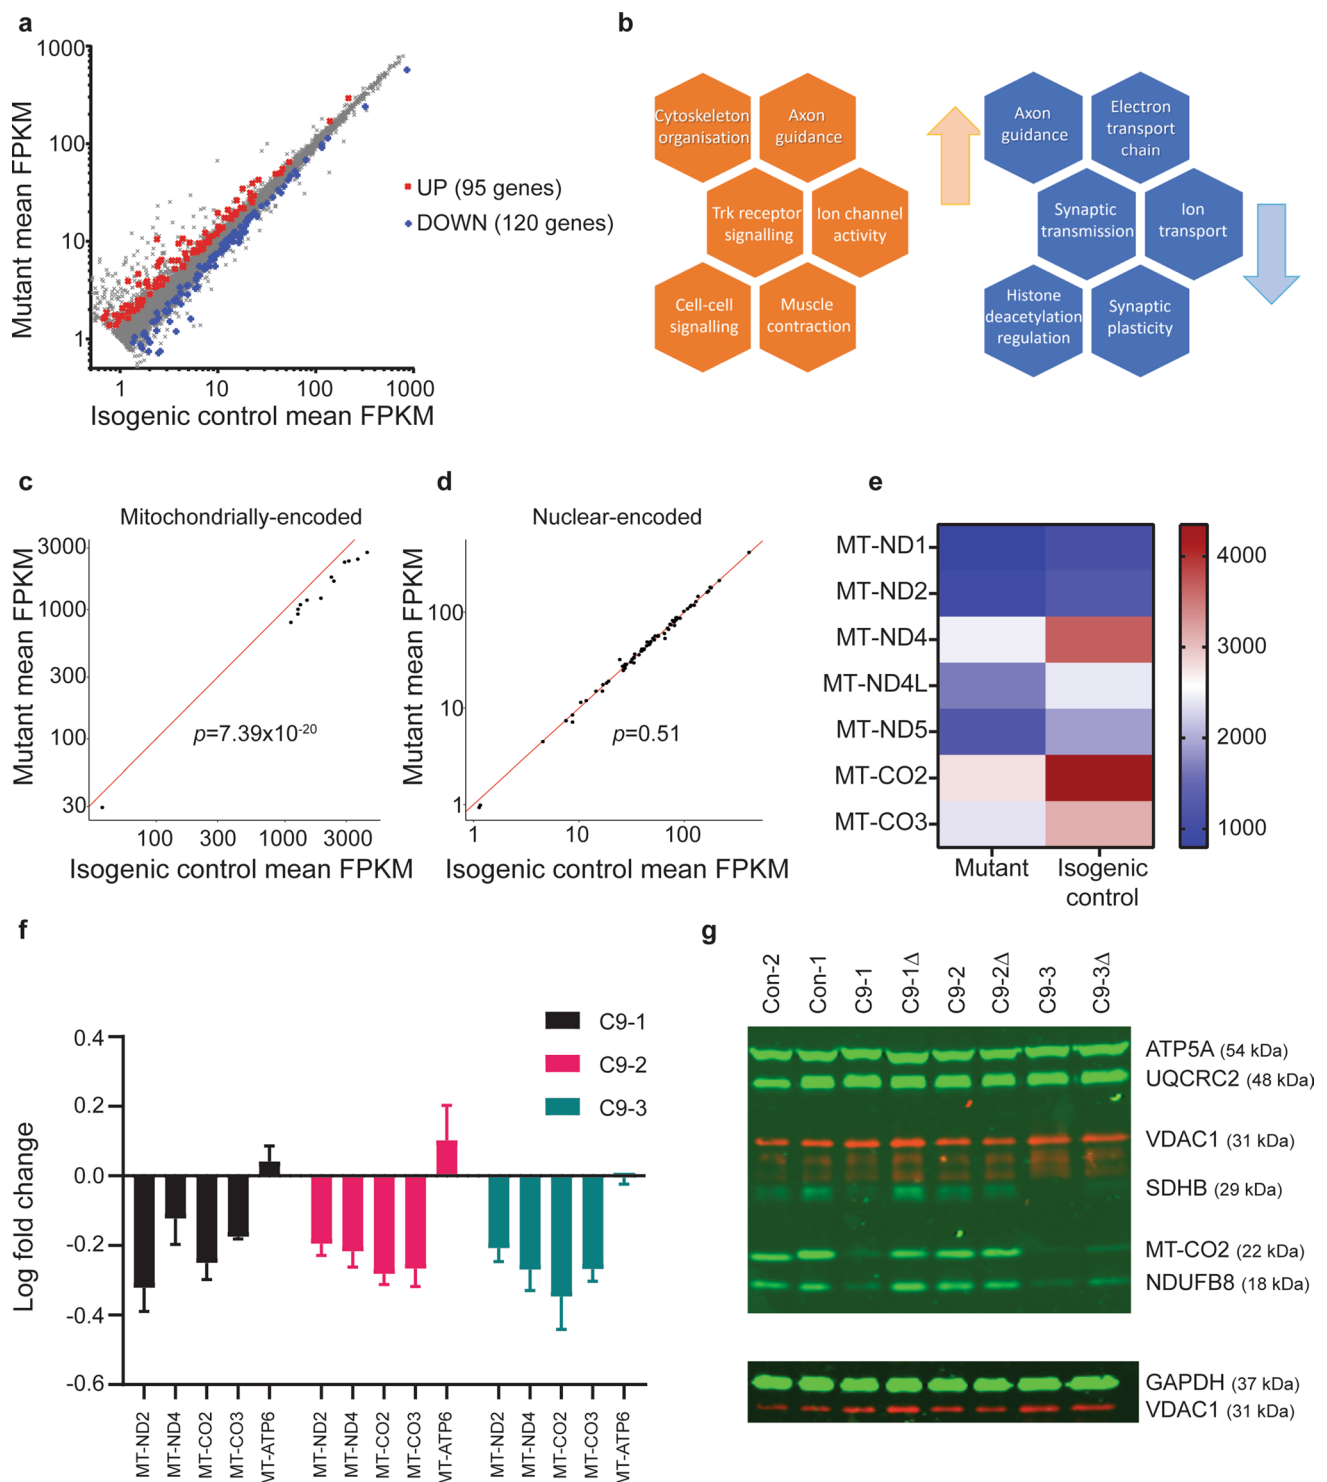 a
1000
100
10
1
1
10
100
1000
Mutant mean FPKM
Isogenic control mean FPKM
UP (95 genes)
DOWN (120 genes)
b
Cytoskeleton
organisation
Axon
guidance
Trk receptor
signalling
Ion channel
activity
Cell-cell
signalling
Muscle
contraction
Axon
guidance
Electron
transport
chain
Synaptic
transmission
Ion
transport
Histone
deacetylation
regulation
Synaptic
plasticity
c
Mitochondrially-encoded
3000
1000
300
100
30
100
300
1000
3000
Mutant mean FPKM
Isogenic control mean FPKM
p=7.39x10-20
d
Nuclear-encoded
100
10
1
1
10
100
Mutant mean FPKM
Isogenic control mean FPKM
p=0.51
e
MT-ND1
MT-ND2
MT-ND4
MT-ND4L
MT-ND5
MT-CO2
MT-CO3
Mutant
Isogenic
control
4000
3000
2000
1000
f
Log fold change
0.4
0.2
0.0
-0.2
-0.4
-0.6
C9-1
C9-2
C9-3
MT-ND2
MT-ND4
MT-CO2
MT-CO3
MT-ATP6
MT-ND2
MT-ND4
MT-CO2
MT-CO3
MT-ATP6
MT-ND2
MT-ND4
MT-CO2
MT-CO3
MT-ATP6
g
Con-2
Con-1
C9-1
C9-1Δ
C9-2
C9-2Δ
C9-3
C9-3Δ
ATP5A (54 kDa)
UQCRC2 (48 kDa)
VDAC1 (31 kDa)
SDHB (29 kDa)
MT-CO2 (22 kDa)
NDUFB8 (18 kDa)
GAPDH (37 kDa)
VDAC1 (31 kDa)